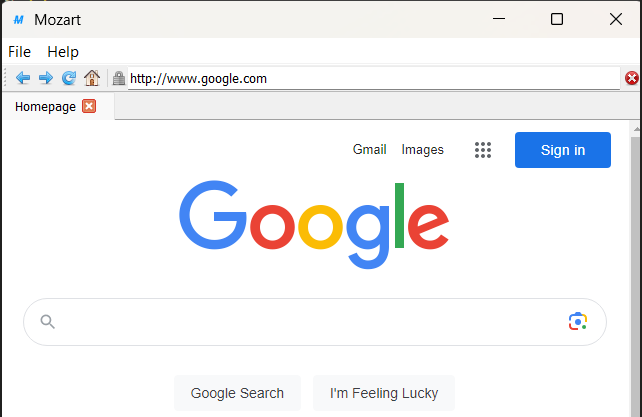 Mozart
File Help
http://www.google.com
Homepage
Gmail Images Sign in
Google
Google Search I'm Feeling Lucky